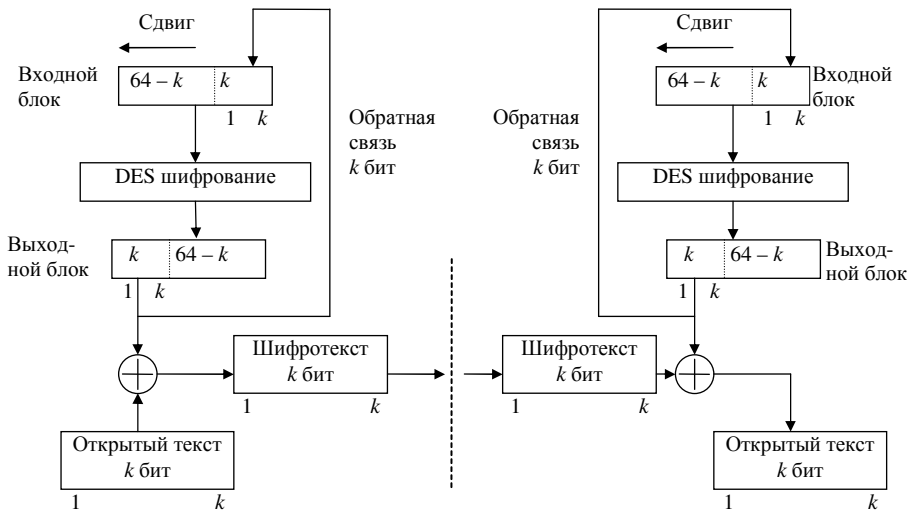 Сдвиг
Входной
блок
64 – k k
1 k
Обратная
связь
k бит
DES шифрование
Выход-
ной блок
k 64 – k
1 k
Шифротекст
k бит
1 k
Открытый текст
k бит
1 k
Сдвиг
64 – k k
Входной
блок
1 k
Обратная
связь
k бит
DES шифрование
k 64 – k
Выход-
ной блок
1 k
Шифротекст
k бит
1 k
Открытый текст
k бит
1 k